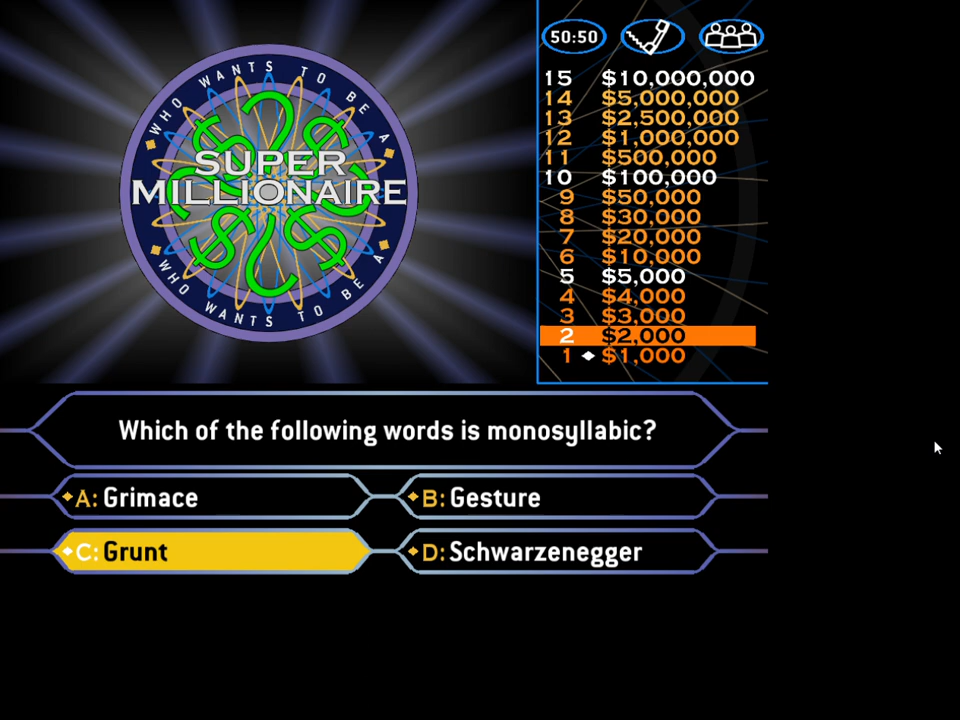 WHO WANTS TO BE A
SUPER
MILLIONAIRE
WHO WANTS TO BE A
50:50
15 $10,000,000
14 $5,000,000
13 $2,500,000
12 $1,000,000
11 $500,000
10 $100,000
9 $50,000
8 $30,000
7 $20,000
6 $10,000
5 $5,000
4 $4,000
3 $3,000
2 $2,000
1 $1,000
Which of the following words is monosyllabic?
A: Grimace
B: Gesture
C: Grunt
D: Schwarzenegger